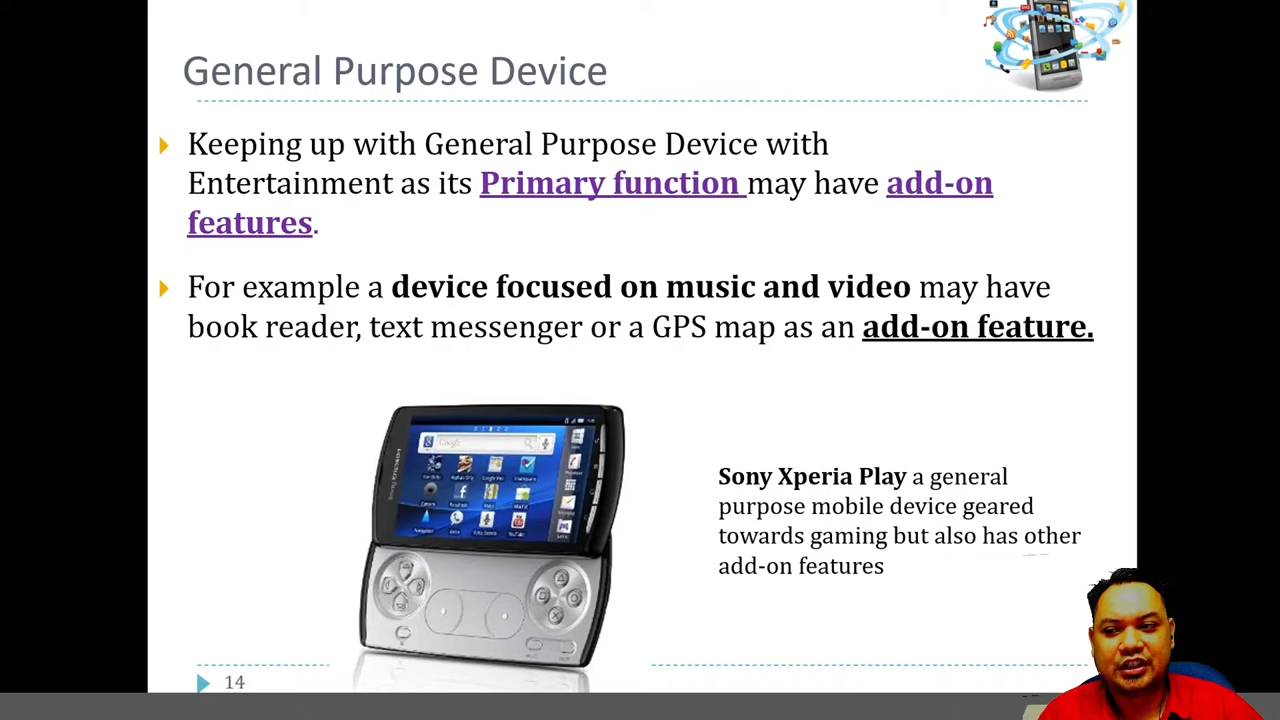 General Purpose Device
Keeping up with General Purpose Device with
Entertainment as its Primary function may have add-on
features.
For example a device focused on music and video may have
book reader, text messenger or a GPS map as an add-on feature.
Google
Sony Xperia Play a general
purpose mobile device geared
towards gaming but also has other
add-on features
14